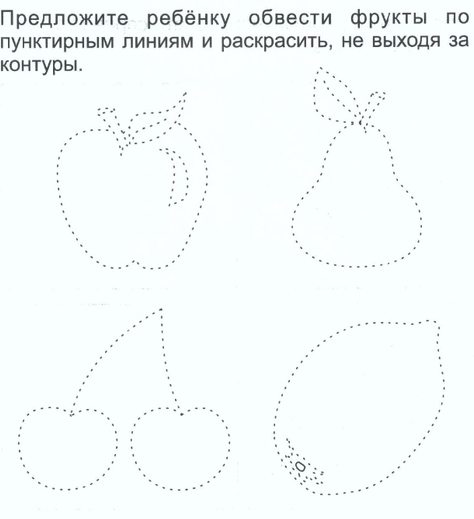 Предложите ребёнку обвести фрукты по
пунктирным линиям и раскрасить, не выходя за
контуры.